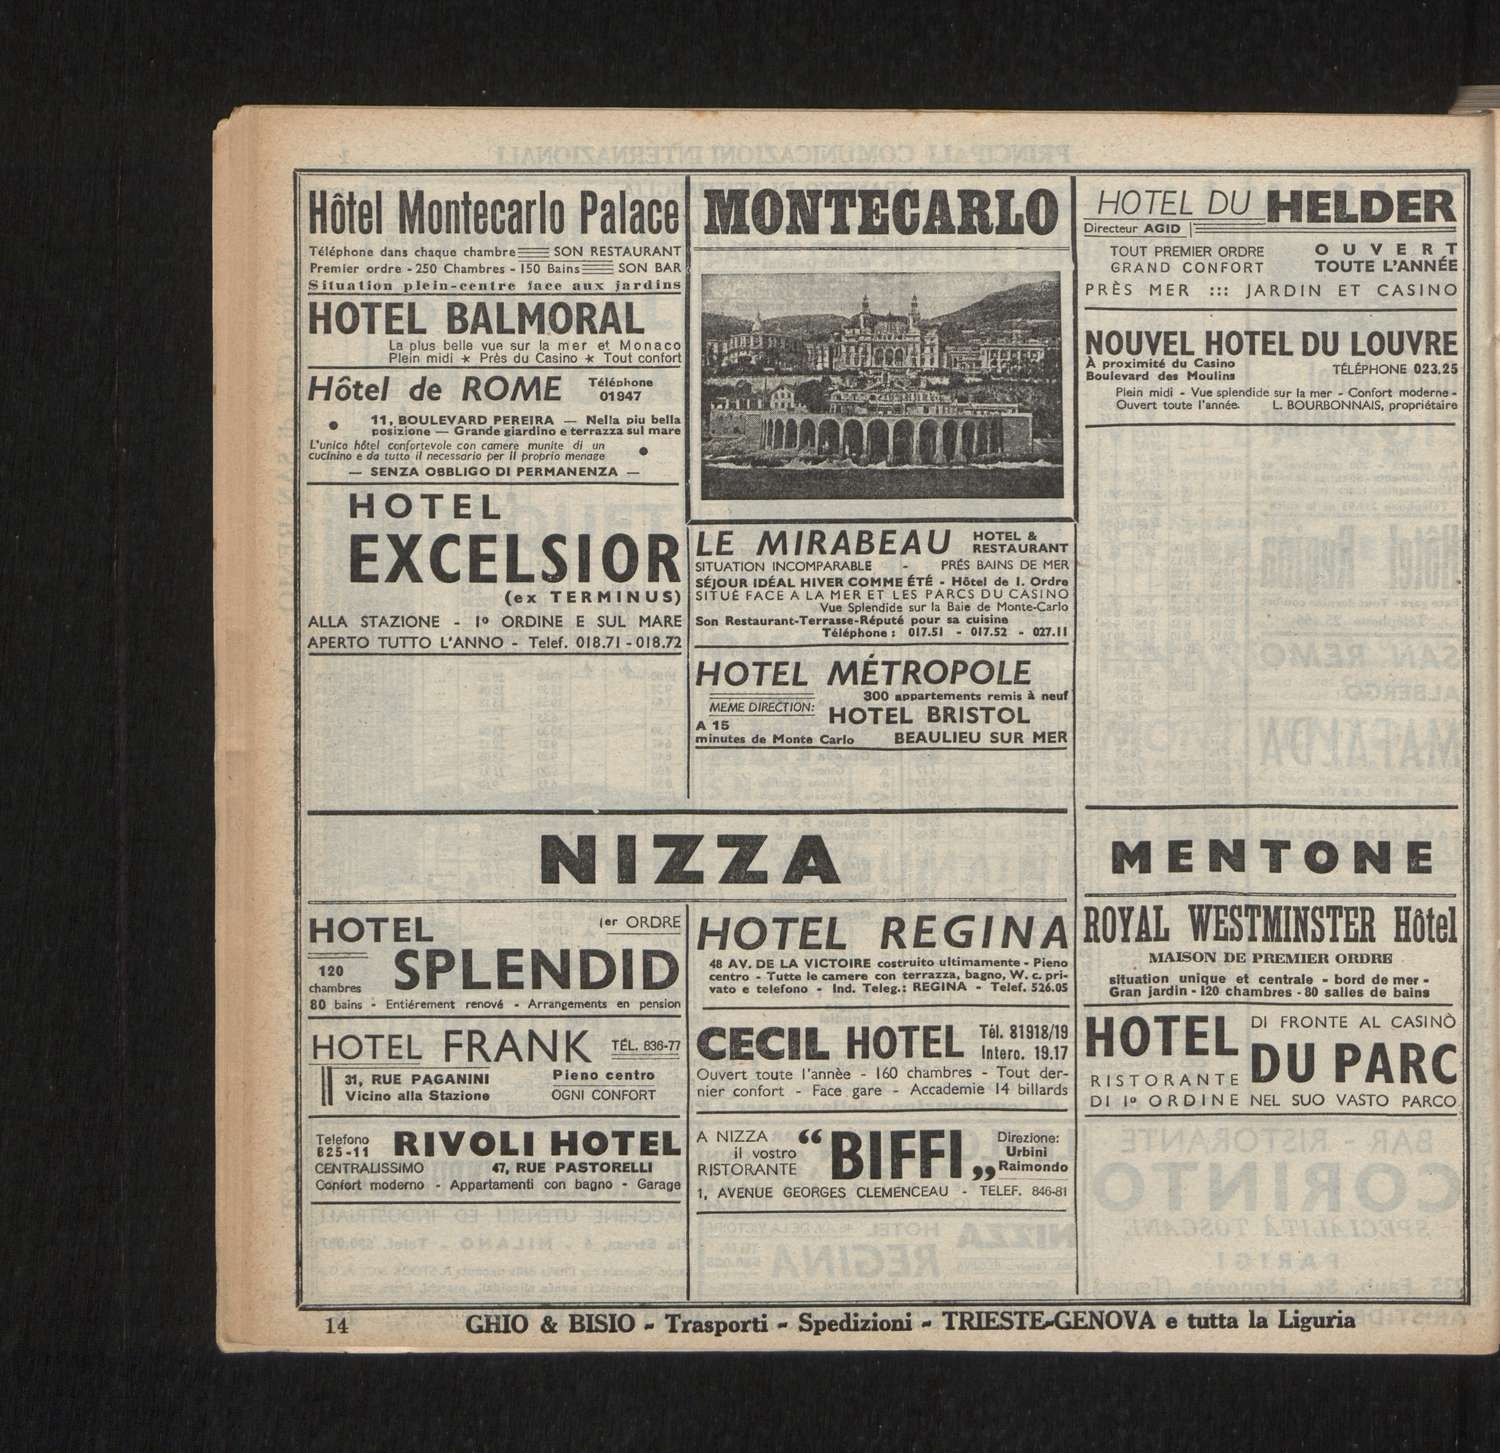 Hôtel Montecarlo Palace
Téléphone dans chaque chambre SON RESTAURANT
Premier ordre - 250 Chambres - 150 Bains SON BAR
Situation plein-centre face aux jardins
HOTEL BALMORAL
La plus belle vue sur la mer et Monaco
Plein midi ★ Près du Casino ★ Tout confort
Hôtel de ROME Téléphone
01947
11, BOULEVARD PEREIRA — Nella piu bella
posizione — Grande giardino e terrazza sul mare
L'unico hôtel confortevole con camere munite di un
cucinino e da tutto il necessario per il proprio menage
— SENZA OBBLIGO DI PERMANENZA —
HOTEL
EXCELSIOR
(ex TERMINUS)
ALLA STAZIONE - Iº ORDINE E SUL MARE
APERTO TUTTO L'ANNO - Telef. 018.71 - 018.72
MONTECARLO
LE MIRABEAU HOTEL &
RESTAURANT
SITUATION INCOMPARABLE - PRÉS BAINS DE MER
SÉJOUR IDÉAL HIVER COMME ÉTÉ - Hôtel de I. Ordre
SITUÉ FACE A LA MER ET LES PARCS DU CASINO
Vue Splendide sur la Baie de Monte-Carlo
Son Restaurant-Terrasse-Réputé pour sa cuisine
Téléphone : 017.51 - 017.52 - 027.11
HOTEL MÉTROPOLE
300 appartements remis à neuf
MEME DIRECTION:
HOTEL BRISTOL
A 15
minutes de Monte Carlo BEAULIEU SUR MER
HOTEL DU HELDER
Directeur AGID
TOUT PREMIER ORDRE OUVERT
GRAND CONFORT TOUTE L'ANNÉE
PRÈS MER ::: JARDIN ET CASINO
NOUVEL HOTEL DU LOUVRE
À proximité du Casino
Boulevard des Moulins TÉLÉPHONE 023.25
Plein midi - Vue splendide sur la mer - Confort moderne -
Ouvert toute l'année. L. BOURBONNAIS, propriétaire
NIZZA
HOTEL 1er ORDRE
SPLENDID
120
chambres
80 bains - Entiérement renové - Arrangements en pension
HOTEL FRANK TÉL. 836-77
31, RUE PAGANINI Pieno centro
Vicino alla Stazione OGNI CONFORT
Telefono
825-11 RIVOLI HOTEL
CENTRALISSIMO 47, RUE PASTORELLI
Confort moderno - Appartamenti con bagno - Garage
HOTEL REGINA
48 AV. DE LA VICTOIRE costruito ultimamente - Pieno
centro - Tutte le camere con terrazza, bagno, W. c. pri-
vato e telefono - Ind. Teleg.: REGINA - Telef. 526.05
CECIL HOTEL Tél. 81918/19
Intero. 19.17
Ouvert toute l'annèe - 160 chambres - Tout der-
nier confort - Face gare - Accademie 14 billards
A NIZZA
il vostro
RISTORANTE
“BIFFI„
Direzione:
Urbini
Raimondo
1, AVENUE GEORGES CLEMENCEAU - TELEF. 846-81
MENTONE
ROYAL WESTMINSTER Hôtel
MAISON DE PREMIER ORDRE
situation unique et centrale - bord de mer -
Gran jardin - 120 chambres - 80 salles de bains
HOTEL DI FRONTE AL CASINÒ
DU PARC
RISTORANTE
DI Iº ORDINE NEL SUO VASTO PARCO
14 GHIO & BISIO - Trasporti - Spedizioni - TRIESTE-GENOVA e tutta la Liguria